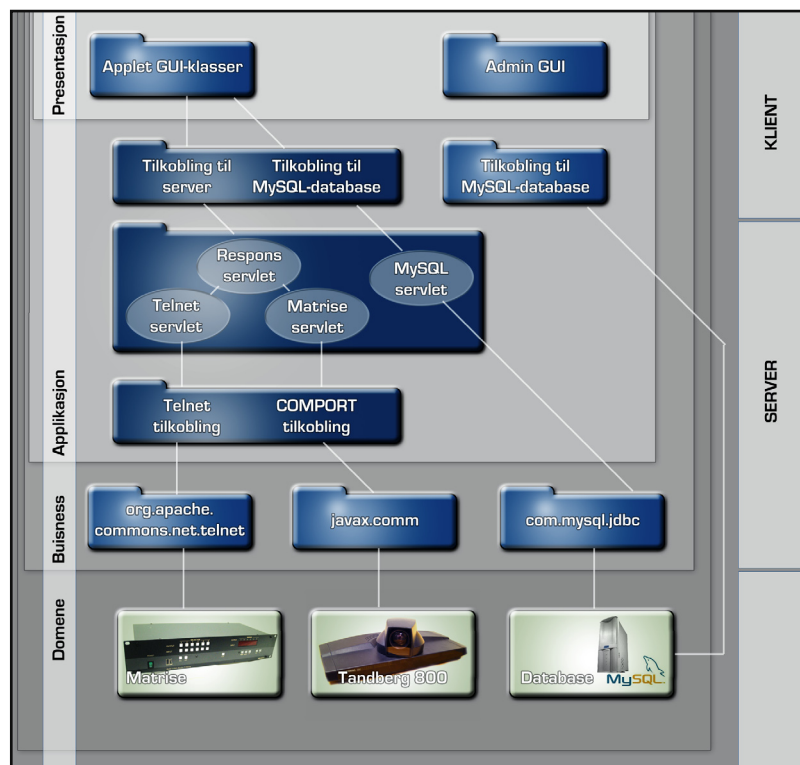 Presentasjon
Applet GUI-klasser
Admin GUI
KLIENT
Tilkobling til
server
Tilkobling til
MySQL-database
Tilkobling til
MySQL-database
Applikasjon
Respons
servlet
MySQL
servlet
Telnet
servlet
Matrise
servlet
SERVER
Telnet
tilkobling
COMPORT
tilkobling
Buisness
org.apache.
commons.net.telnet
javax.comm
com.mysql.jdbc
Domene
Matrise
Tandberg 800
Database
MySQL